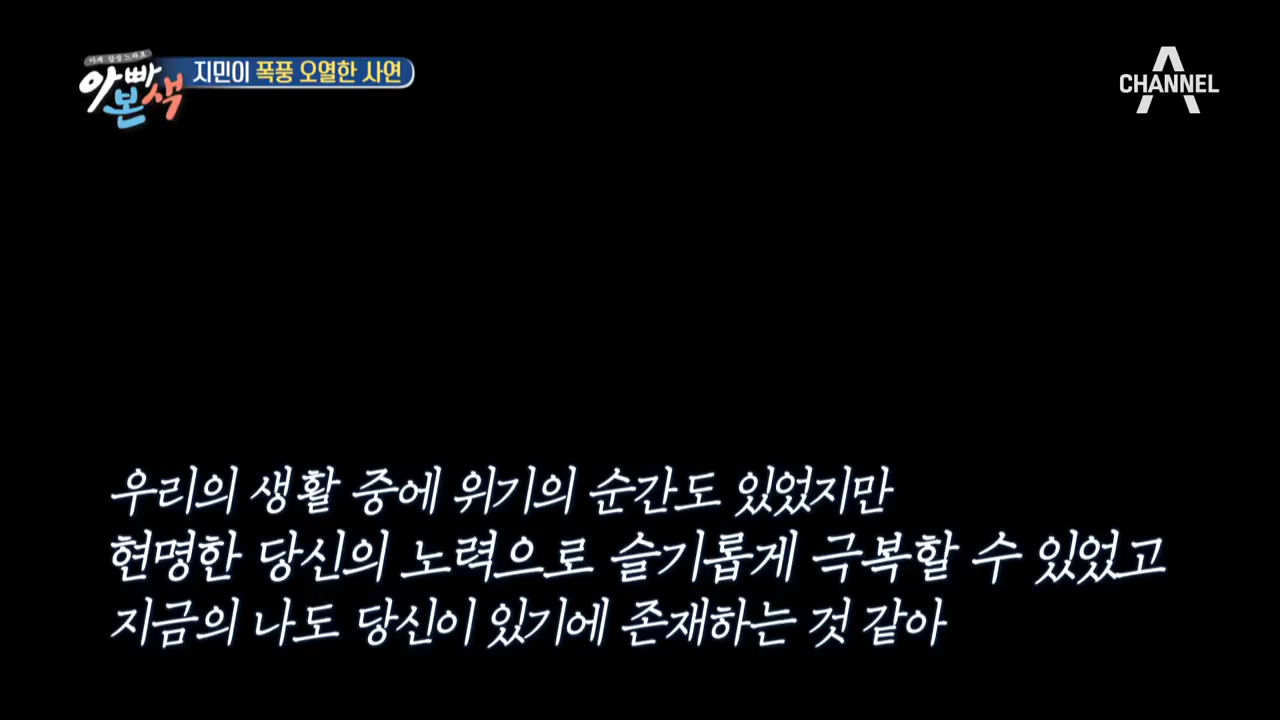 아빠본색
지민이 폭풍 오열한 사연
CHANNEL A
우리의 생활 중에 위기의 순간도 있었지만
현명한 당신의 노력으로 슬기롭게 극복할 수 있었고
지금의 나도 당신이 있기에 존재하는 것 같아